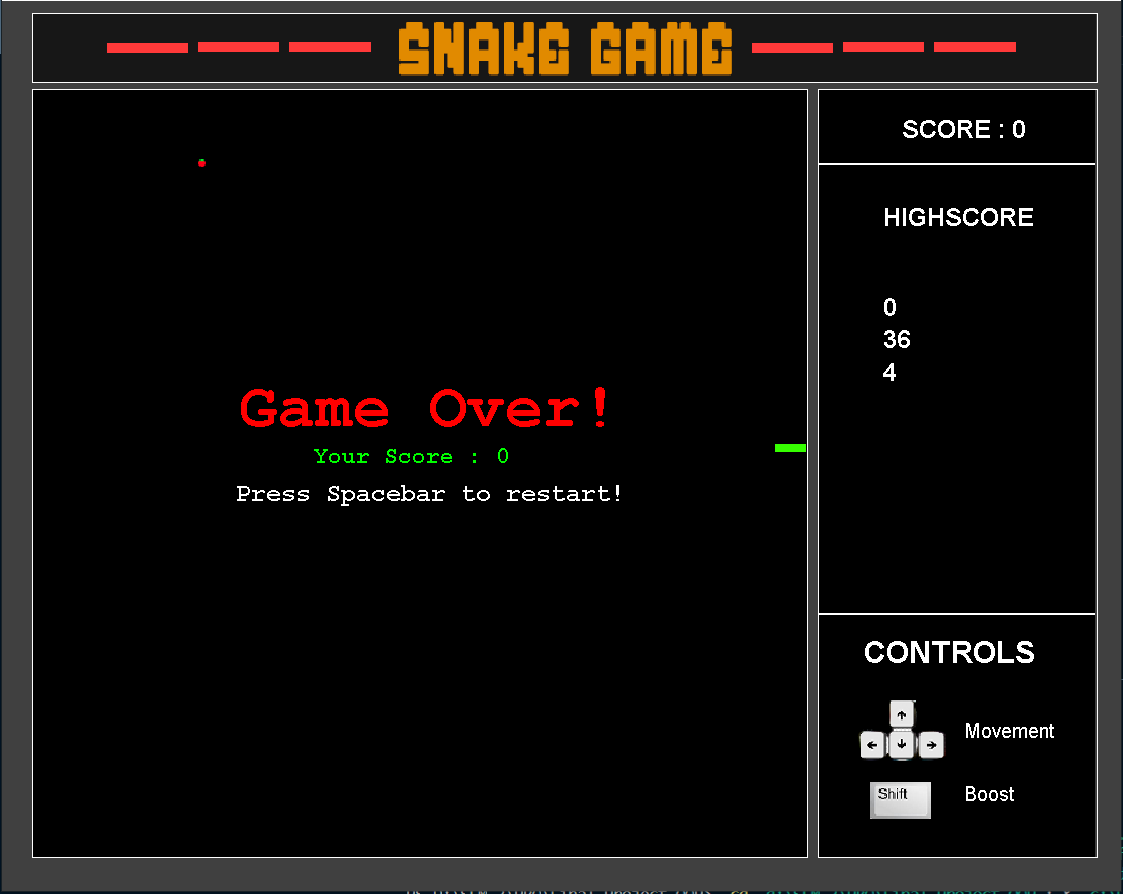 SNAKE GAME
SCORE : 0
HIGHSCORE
0
36
4
Game Over!
Your Score : 0
Press Spacebar to restart!
CONTROLS
Movement
Shift
Boost